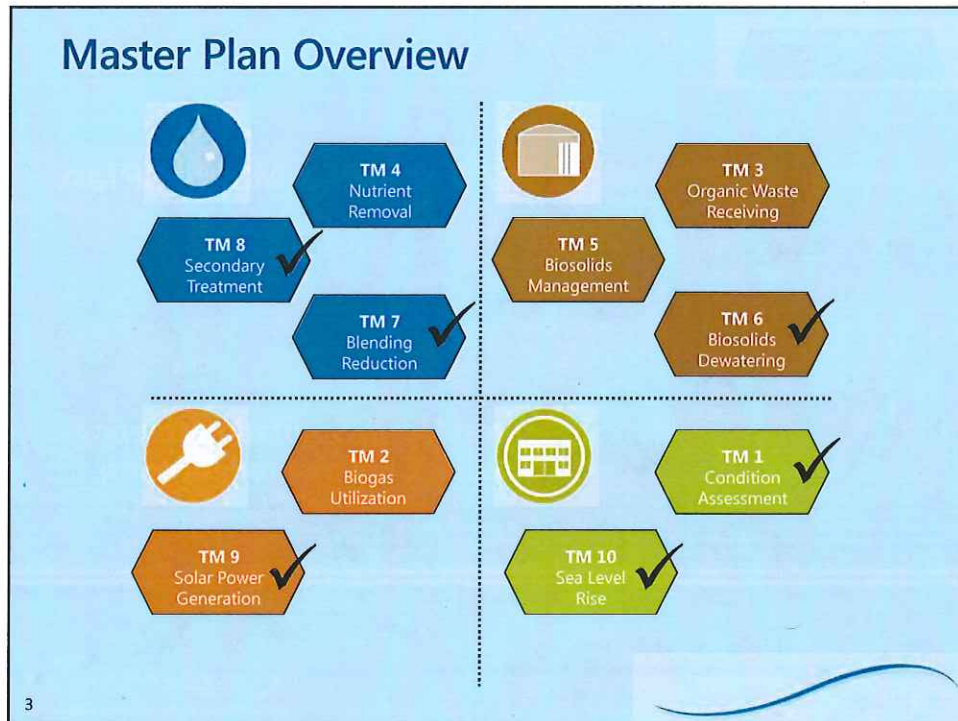 Master Plan Overview
TM 4
Nutrient
Removal
TM 8
Secondary
Treatment
TM 7
Blending
Reduction
TM 3
Organic Waste
Receiving
TM 5
Biosolids
Management
TM 6
Biosolids
Dewatering
TM 2
Biogas
Utilization
TM 9
Solar Power
Generation
TM 1
Condition
Assessment
TM 10
Sea Level
Rise
3